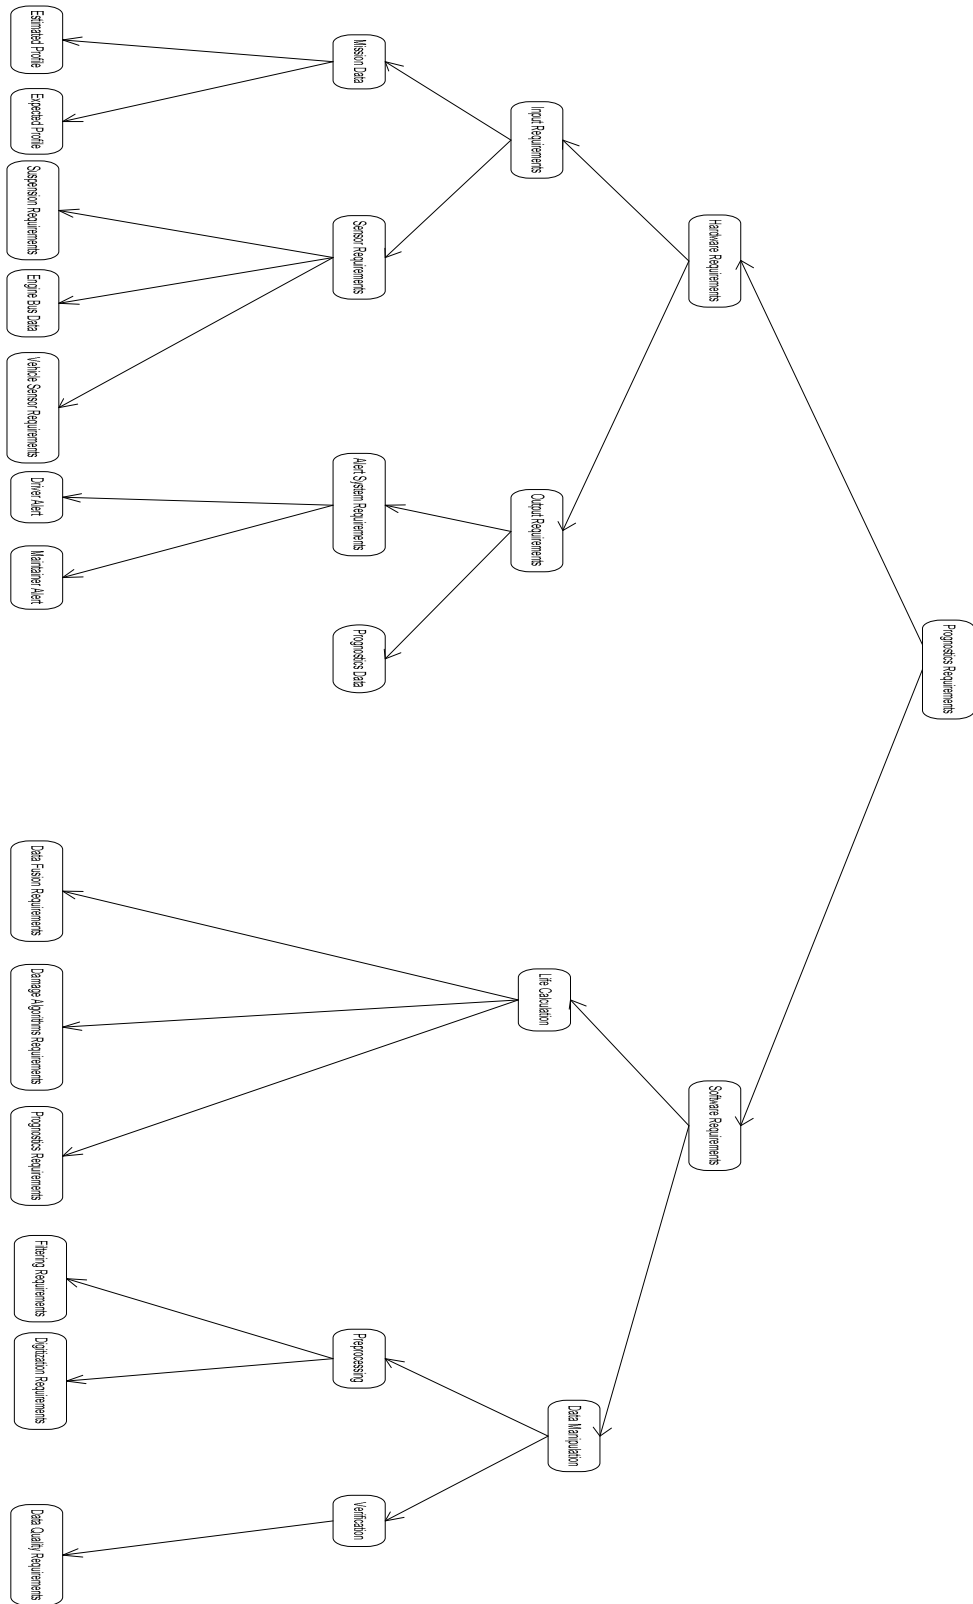 Prognostics Requirements
Hardware Requirements
Software Requirements
Input Requirements
Output Requirements
Life Calculation
Data Manipulation
Mission Data
Sensor Requirements
Alert System Requirements
Prognostics Data
Preprocessing
Verification
Estimated Profile
Expected Profile
Suspension Requirements
Engine Bus Data
Vehicle Sensor Requirements
Driver Alert
Maintainer Alert
Data Fusion Requirements
Damage Algorithms Requirements
Prognostics Requirements
Filtering Requirements
Digitization Requirements
Data Quality Requirements